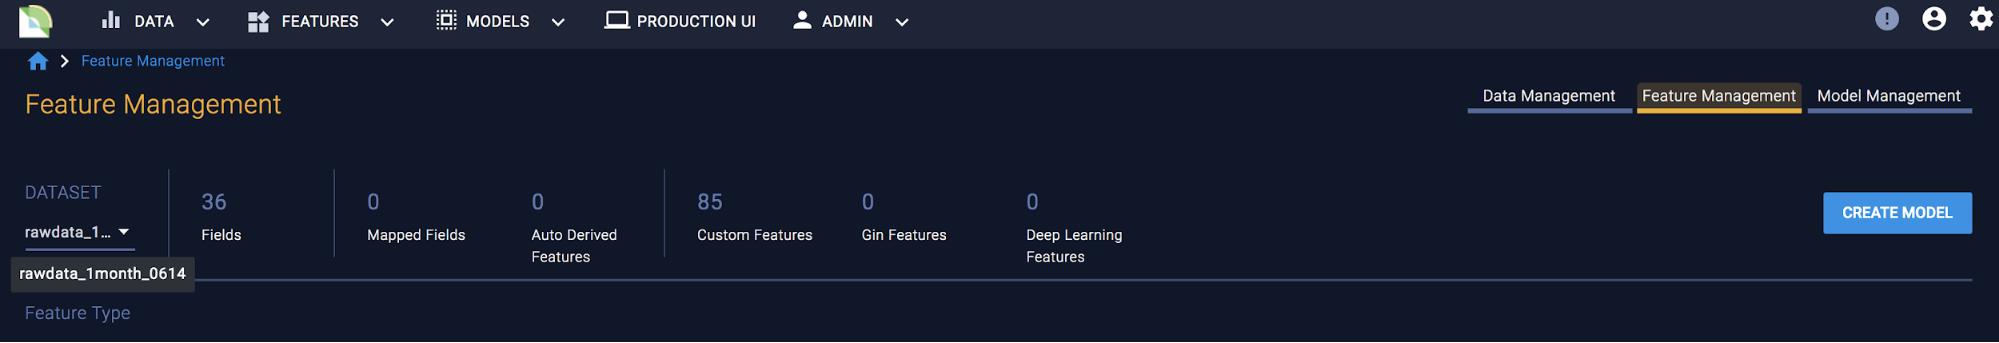 DATA FEATURES MODELS PRODUCTION UI ADMIN
Feature Management
Feature Management
Data Management Feature Management Model Management
DATASET
rawdata_1...
36
Fields
0
Mapped Fields
0
Auto Derived
Features
85
Custom Features
0
Gin Features
0
Deep Learning
Features
CREATE MODEL
rawdata_1month_0614
Feature Type